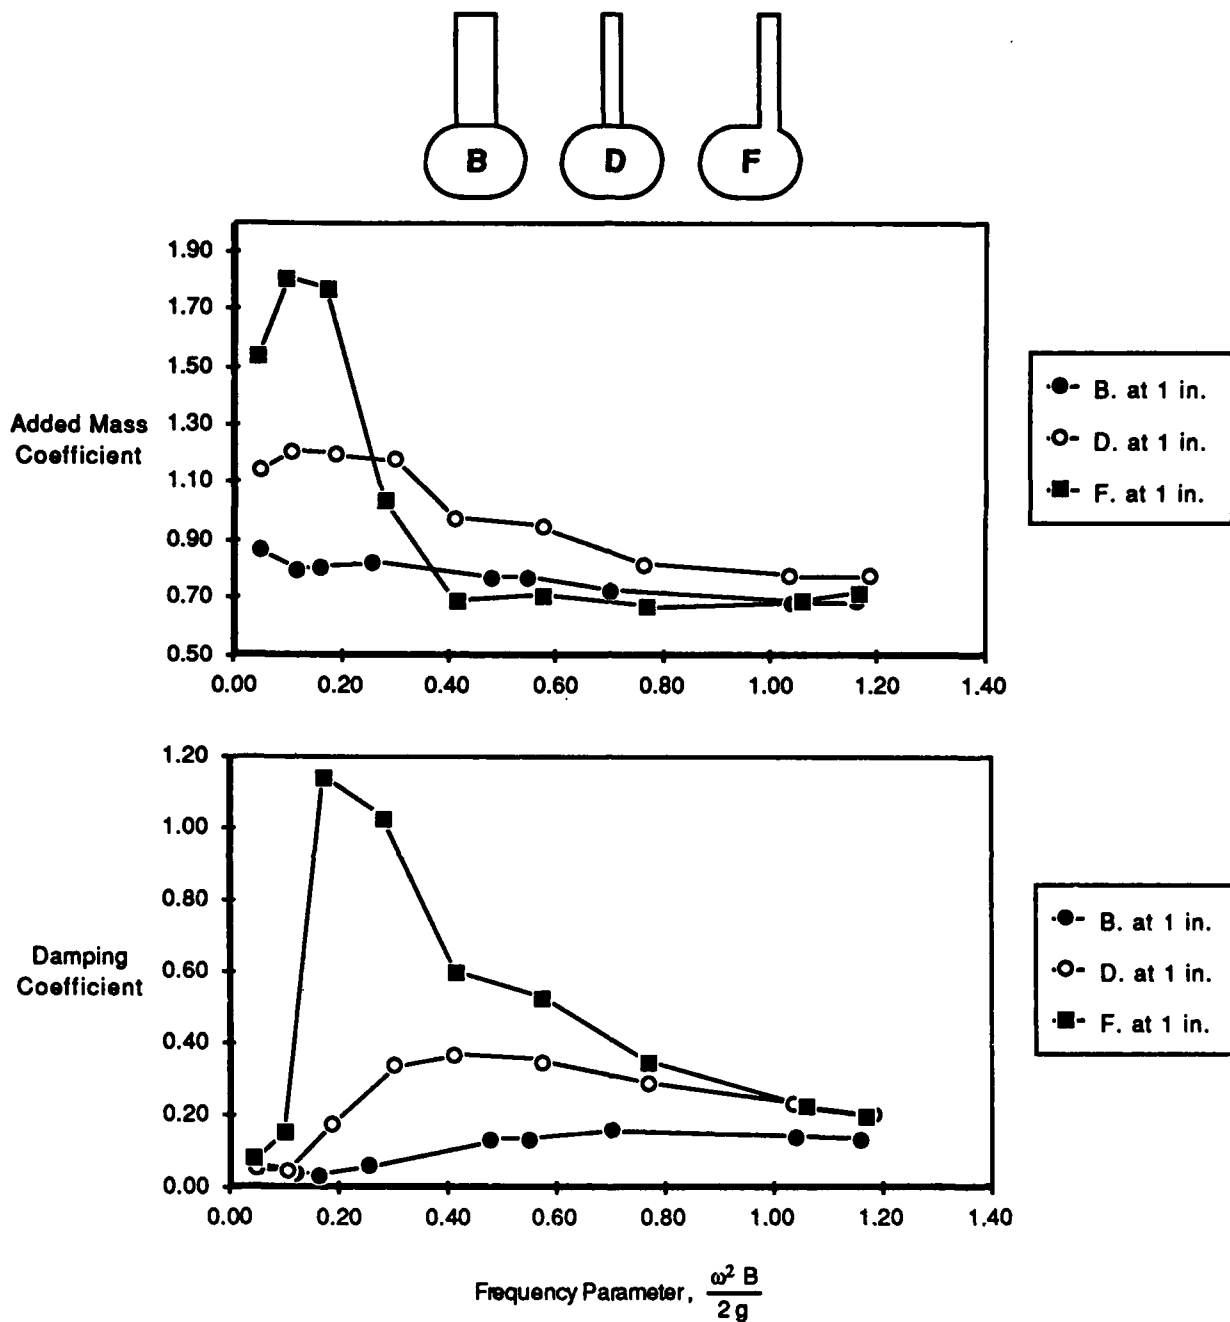 B D F
1.90
1.70
1.50
1.30
1.10
0.90
0.70
0.50
Added Mass
Coefficient
0.00 0.20 0.40 0.60 0.80 1.00 1.20 1.40
B. at 1 in.
D. at 1 in.
F. at 1 in.
1.20
1.00
0.80
0.60
0.40
0.20
0.00
Damping
Coefficient
0.00 0.20 0.40 0.60 0.80 1.00 1.20 1.40
B. at 1 in.
D. at 1 in.
F. at 1 in.
Frequency Parameter, ω² B / 2 g